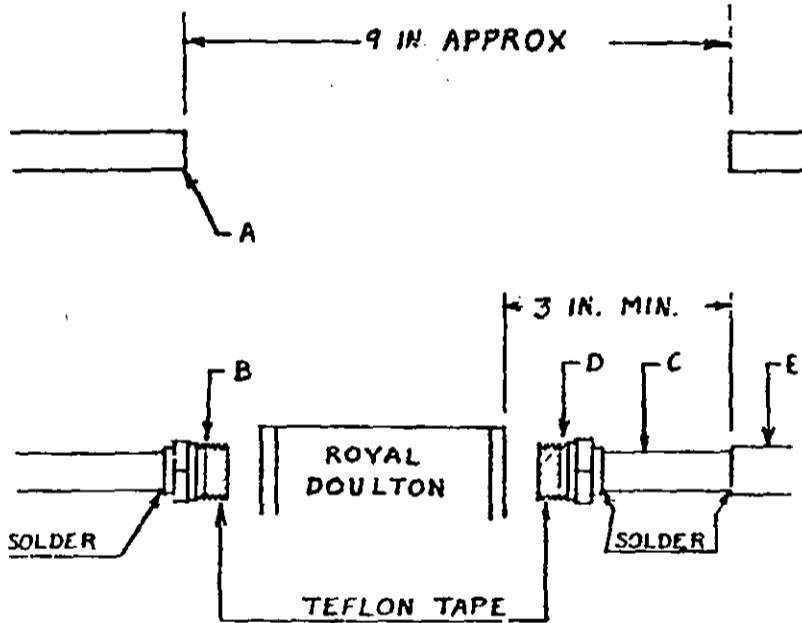 9 IN. APPROX
A
3 IN. MIN.
B
D
C
E
ROYAL
DOULTON
SOLDER
SOLDER
TEFLON TAPE